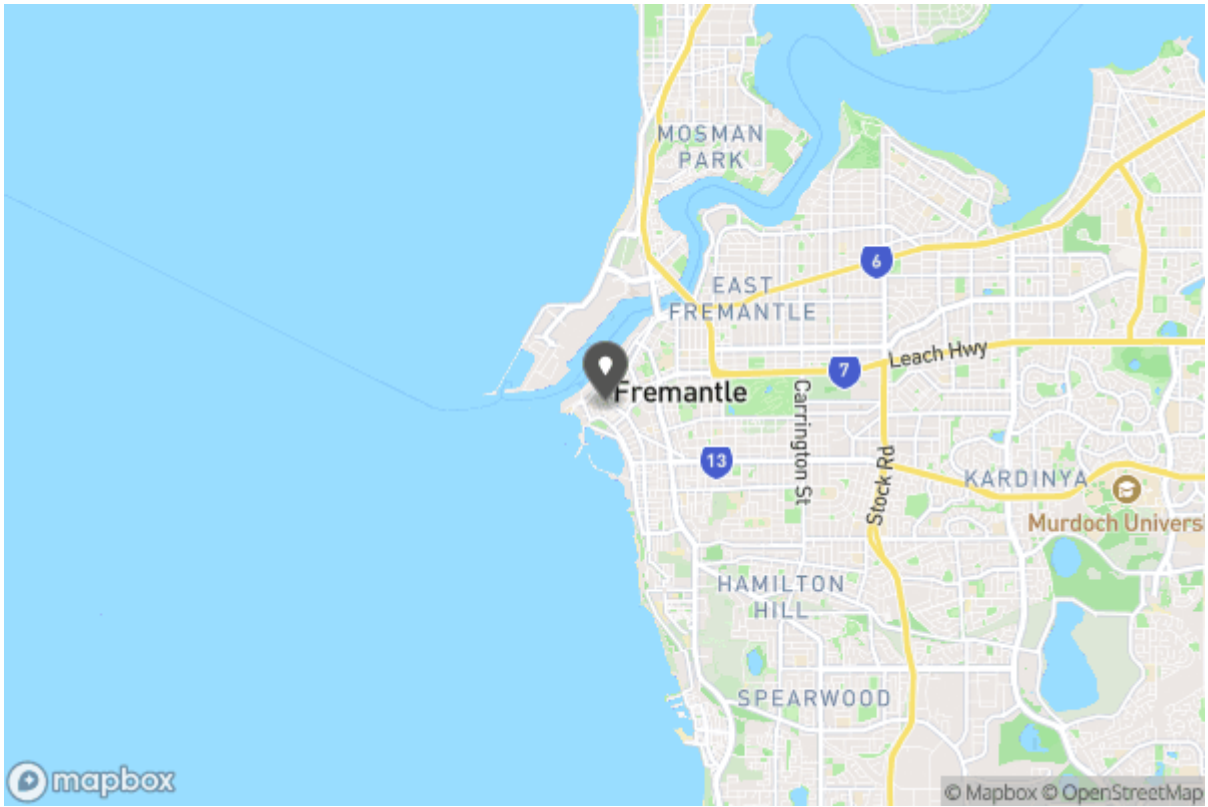 MOSMAN
PARK
6
EAST
FREMANTLE
Leach Hwy
7
Fremantle
Carrington St
13
Stock Rd
KARDINYA
Murdoch Universi
HAMILTON
HILL
SPEARWOOD
mapbox
© Mapbox © OpenStreetMap